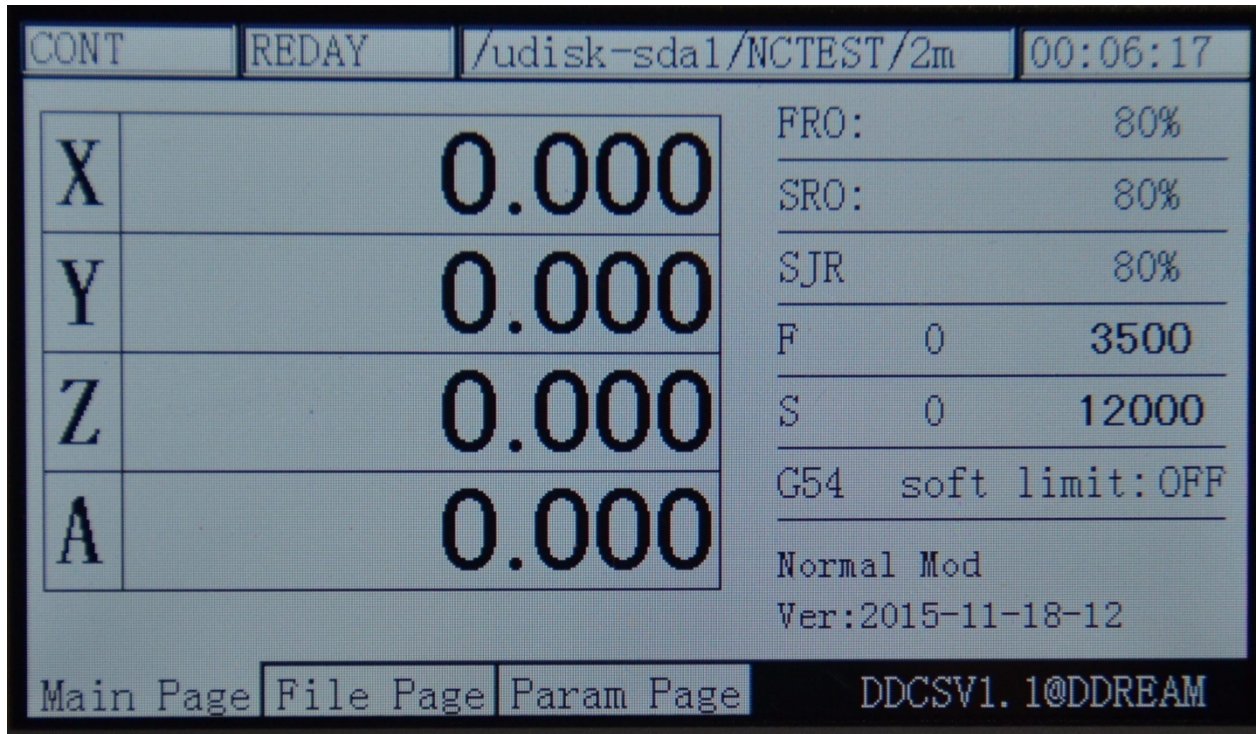 CONT REDAY /udisk-sda1/NCTEST/2m 00:06:17
X 0.000
Y 0.000
Z 0.000
A 0.000
FRO: 80%
SRO: 80%
SJR 80%
F 0 3500
S 0 12000
G54 soft limit:OFF
Normal Mod
Ver:2015-11-18-12
Main Page File Page Param Page DDCSV1.1@DDREAM